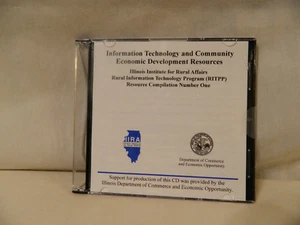 Information Technology and Community
Economic Development Resources
Illinois Institute for Rural Affairs
Rural Information Technology Program (RITPP)
Resource Compilation Number One
IIRA
Department of Commerce
and Economic Opportunity
Support for production of this CD was provided by the
Illinois Department of Commerce and Economic Opportunity.